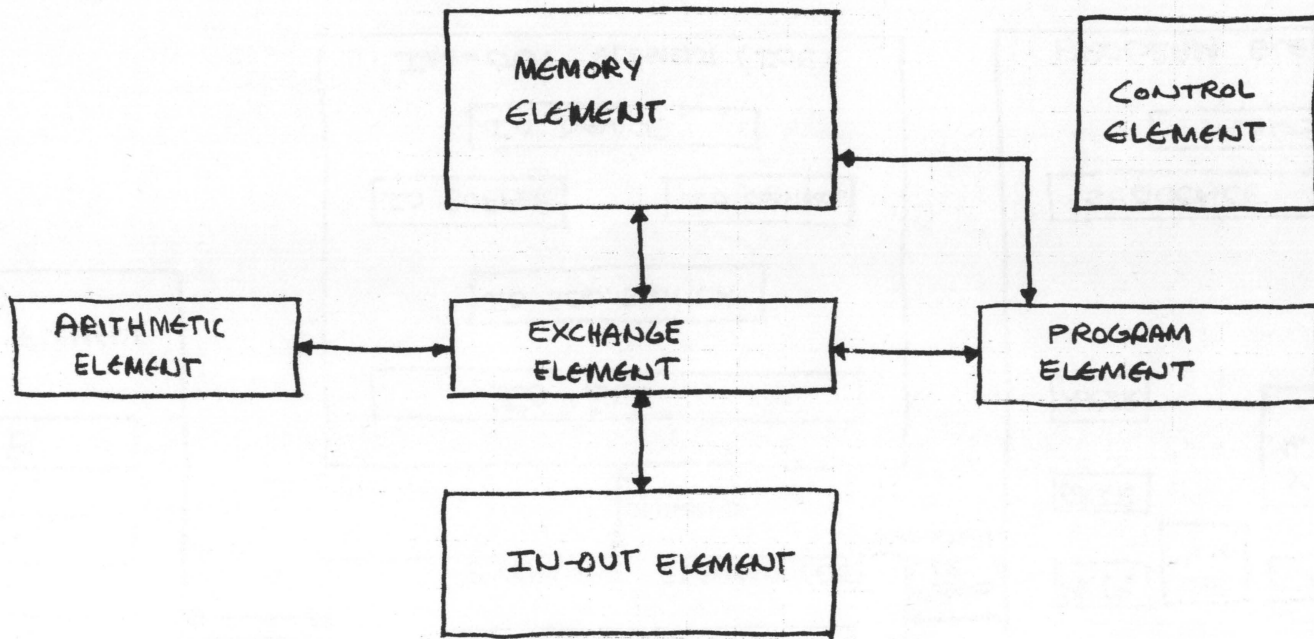 MEMORY
ELEMENT
CONTROL
ELEMENT
ARITHMETIC
ELEMENT
EXCHANGE
ELEMENT
PROGRAM
ELEMENT
IN-OUT ELEMENT